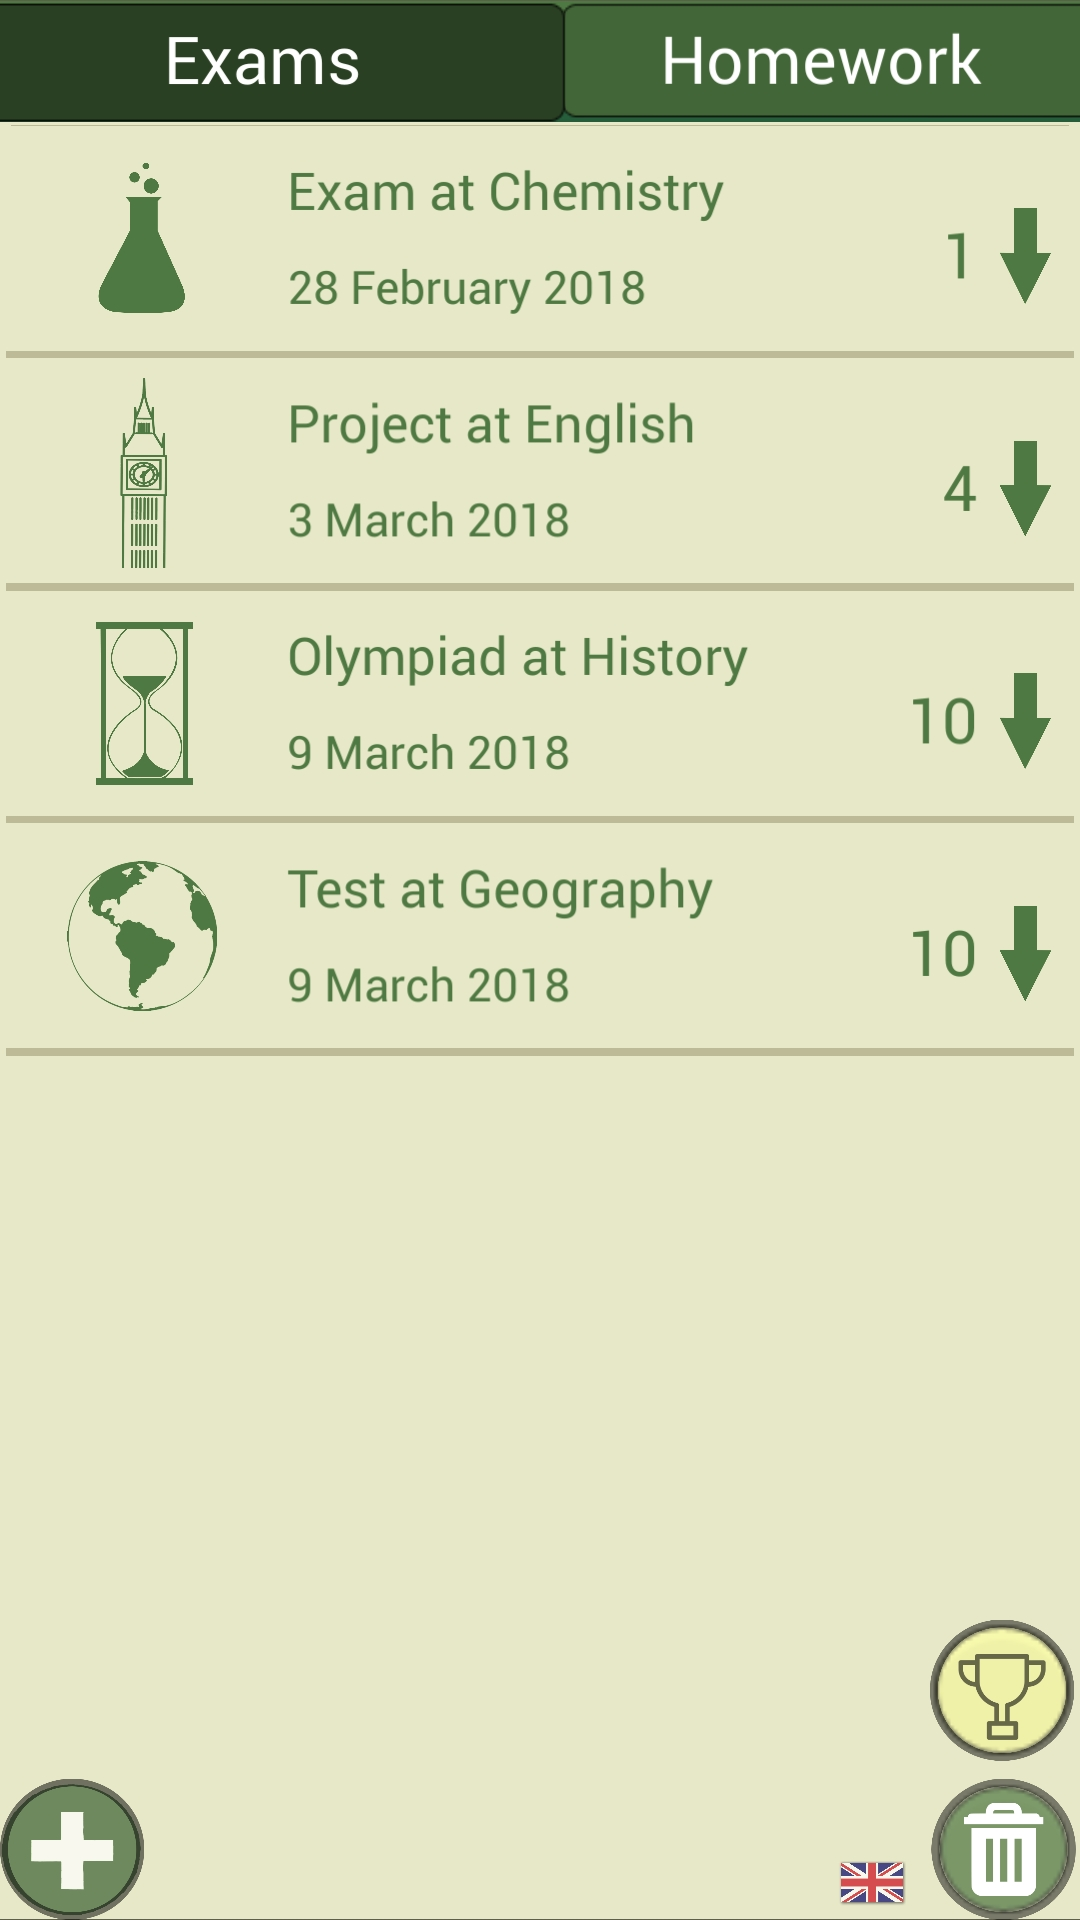 Exams
Homework
Exam at Chemistry
28 February 2018
1
Project at English
3 March 2018
4
Olympiad at History
9 March 2018
10
Test at Geography
9 March 2018
10